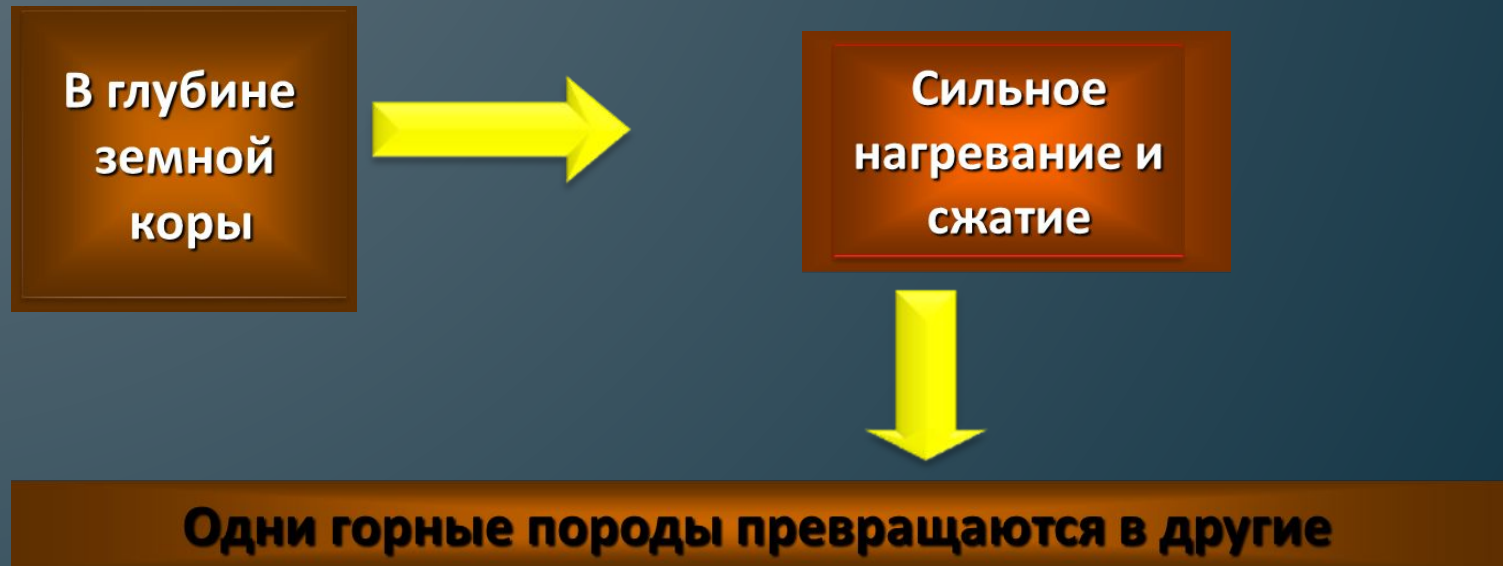 В глубине
земной
коры
Сильное
нагревание и
сжатие
Одни горные породы превращаются в другие